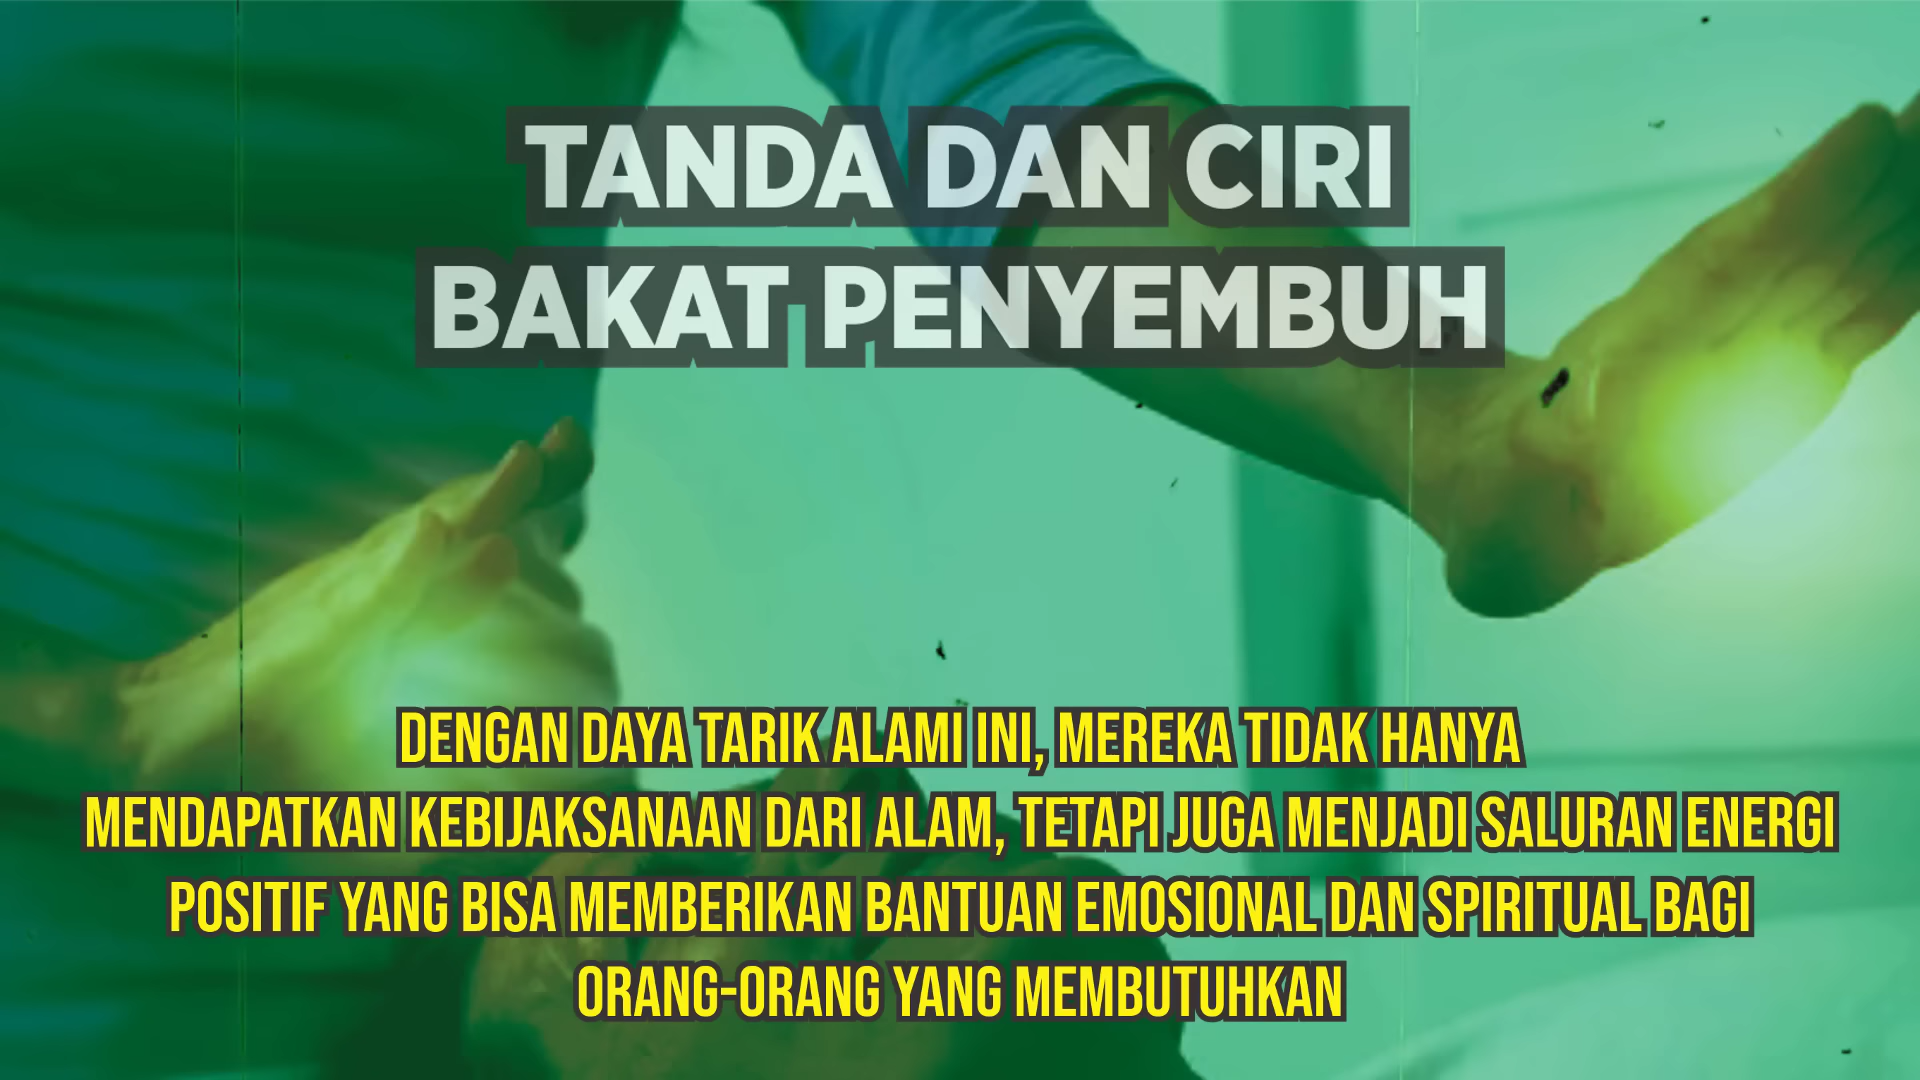 TANDA DAN CIRI
BAKAT PENYEMBUH
DENGAN DAYA TARIK ALAMI INI, MEREKA TIDAK HANYA
MENDAPATKAN KEBIJAKSANAAN DARI ALAM, TETAPI JUGA MENJADI SALURAN ENERGI
POSITIF YANG BISA MEMBERIKAN BANTUAN EMOSIONAL DAN SPIRITUAL BAGI
ORANG-ORANG YANG MEMBUTUHKAN